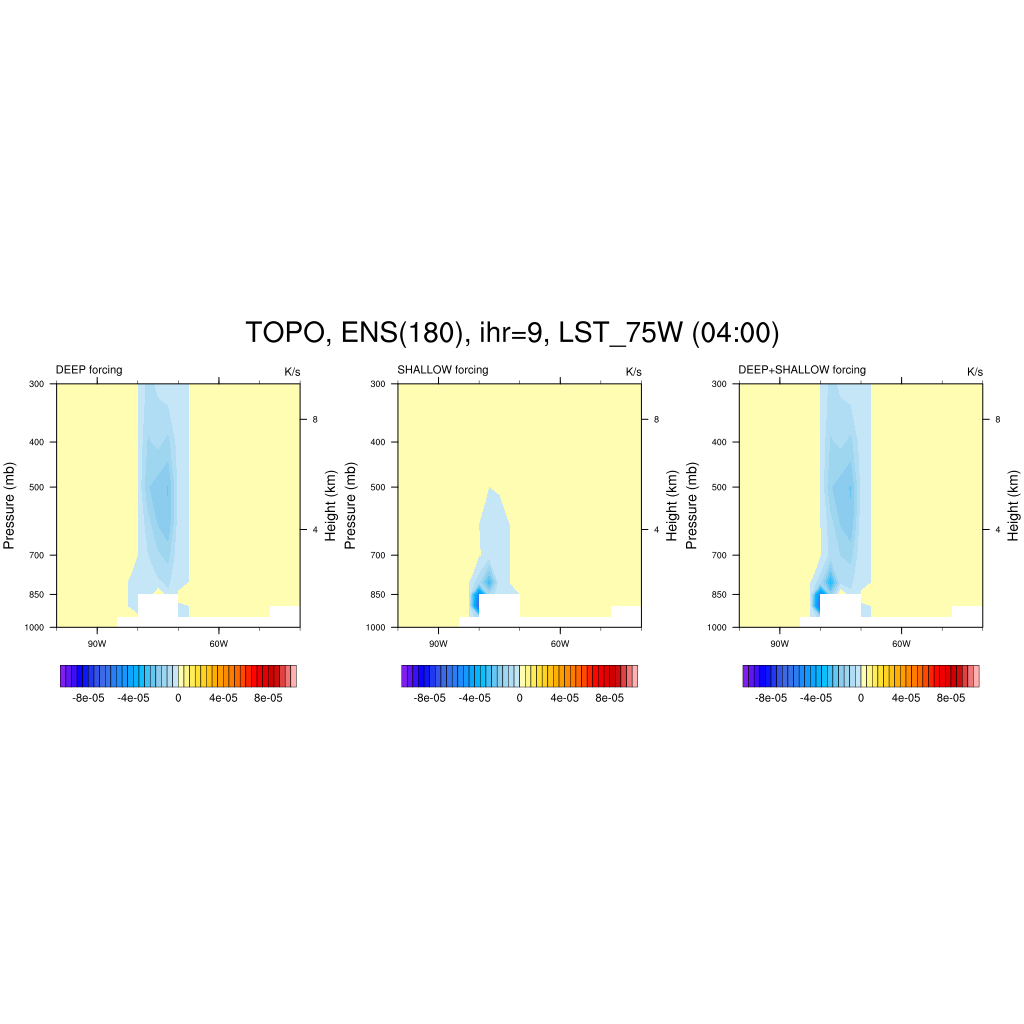 TOPO, ENS(180), ihr=9, LST_75W (04:00)
DEEP forcing K/s
300
400
500
700
850
1000
Pressure (mb)
8
4
Height (km)
90W 60W
-8e-05 -4e-05 0 4e-05 8e-05
SHALLOW forcing K/s
300
400
500
700
850
1000
Pressure (mb)
8
4
Height (km)
90W 60W
-8e-05 -4e-05 0 4e-05 8e-05
DEEP+SHALLOW forcing K/s
300
400
500
700
850
1000
Pressure (mb)
8
4
Height (km)
90W 60W
-8e-05 -4e-05 0 4e-05 8e-05